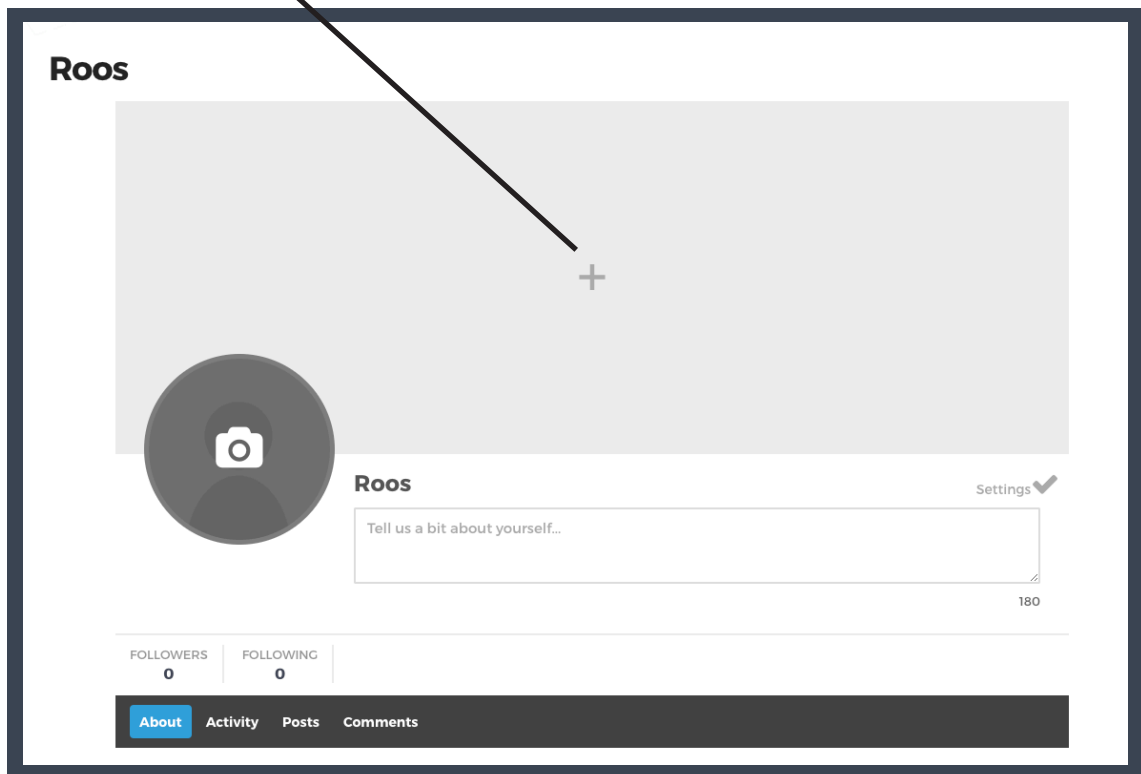 Roos
Roos
Settings
Tell us a bit about yourself...
180
FOLLOWERS FOLLOWING
0 0
About Activity Posts Comments